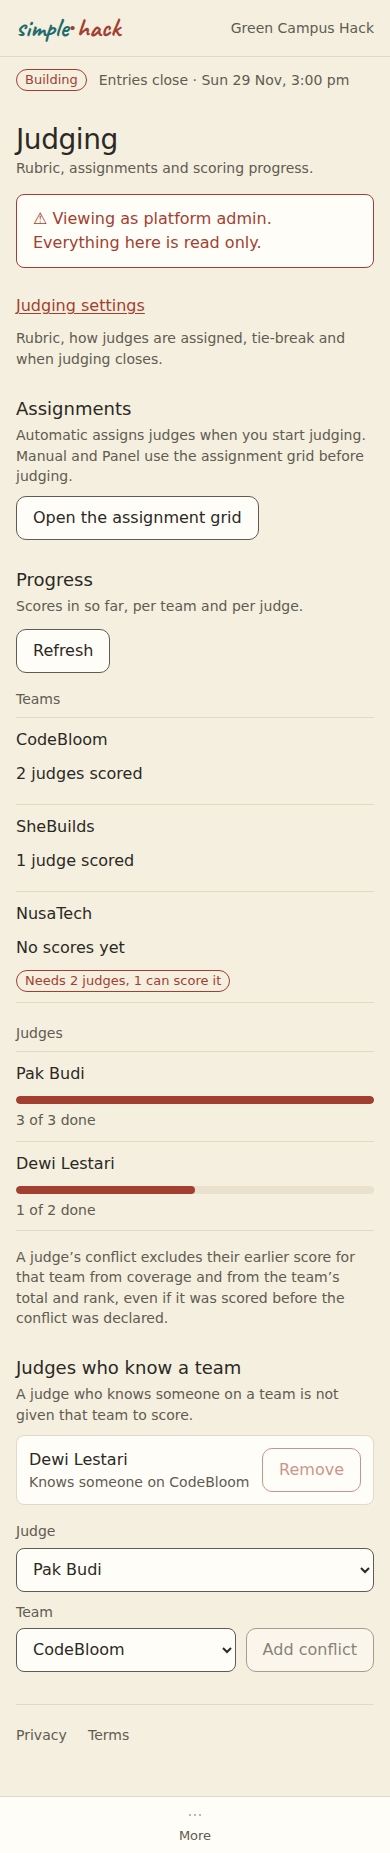 simple·hack
Green Campus Hack
Building
Entries close · Sun 29 Nov, 3:00 pm
Judging
Rubric, assignments and scoring progress.
⚠ Viewing as platform admin.
Everything here is read only.
Judging settings
Rubric, how judges are assigned, tie-break and
when judging closes.
Assignments
Automatic assigns judges when you start judging.
Manual and Panel use the assignment grid before
judging.
Open the assignment grid
Progress
Scores in so far, per team and per judge.
Refresh
Teams
CodeBloom
2 judges scored
SheBuilds
1 judge scored
NusaTech
No scores yet
Needs 2 judges, 1 can score it
Judges
Pak Budi
3 of 3 done
Dewi Lestari
1 of 2 done
A judge’s conflict excludes their earlier score for
that team from coverage and from the team’s
total and rank, even if it was scored before the
conflict was declared.
Judges who know a team
A judge who knows someone on a team is not
given that team to score.
Dewi Lestari
Knows someone on CodeBloom
Remove
Judge
Pak Budi
Team
CodeBloom
Add conflict
Privacy
Terms
...
More